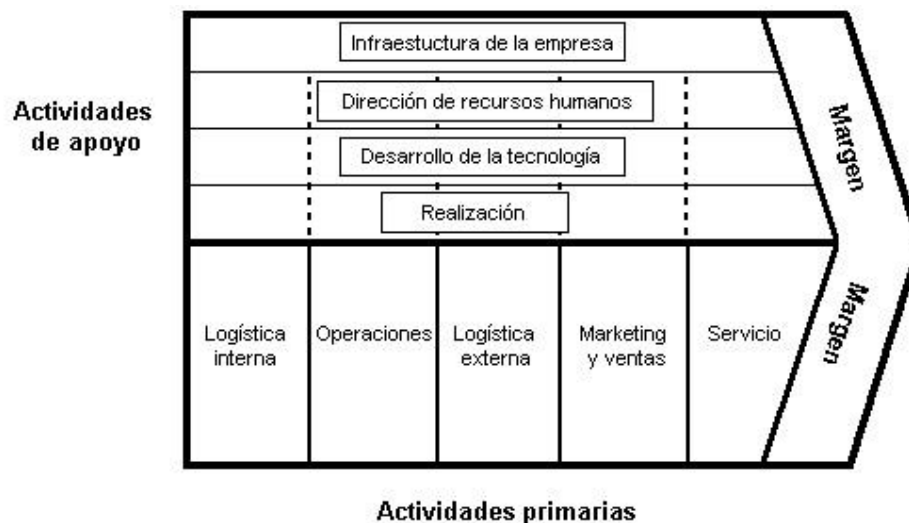 Infraestuctura de la empresa
Actividades
de apoyo
Dirección de recursos humanos
Desarrollo de la tecnología
Realización
Margen
Margen
Logística
interna
Operaciones
Logística
externa
Marketing
y ventas
Servicio
Actividades primarias